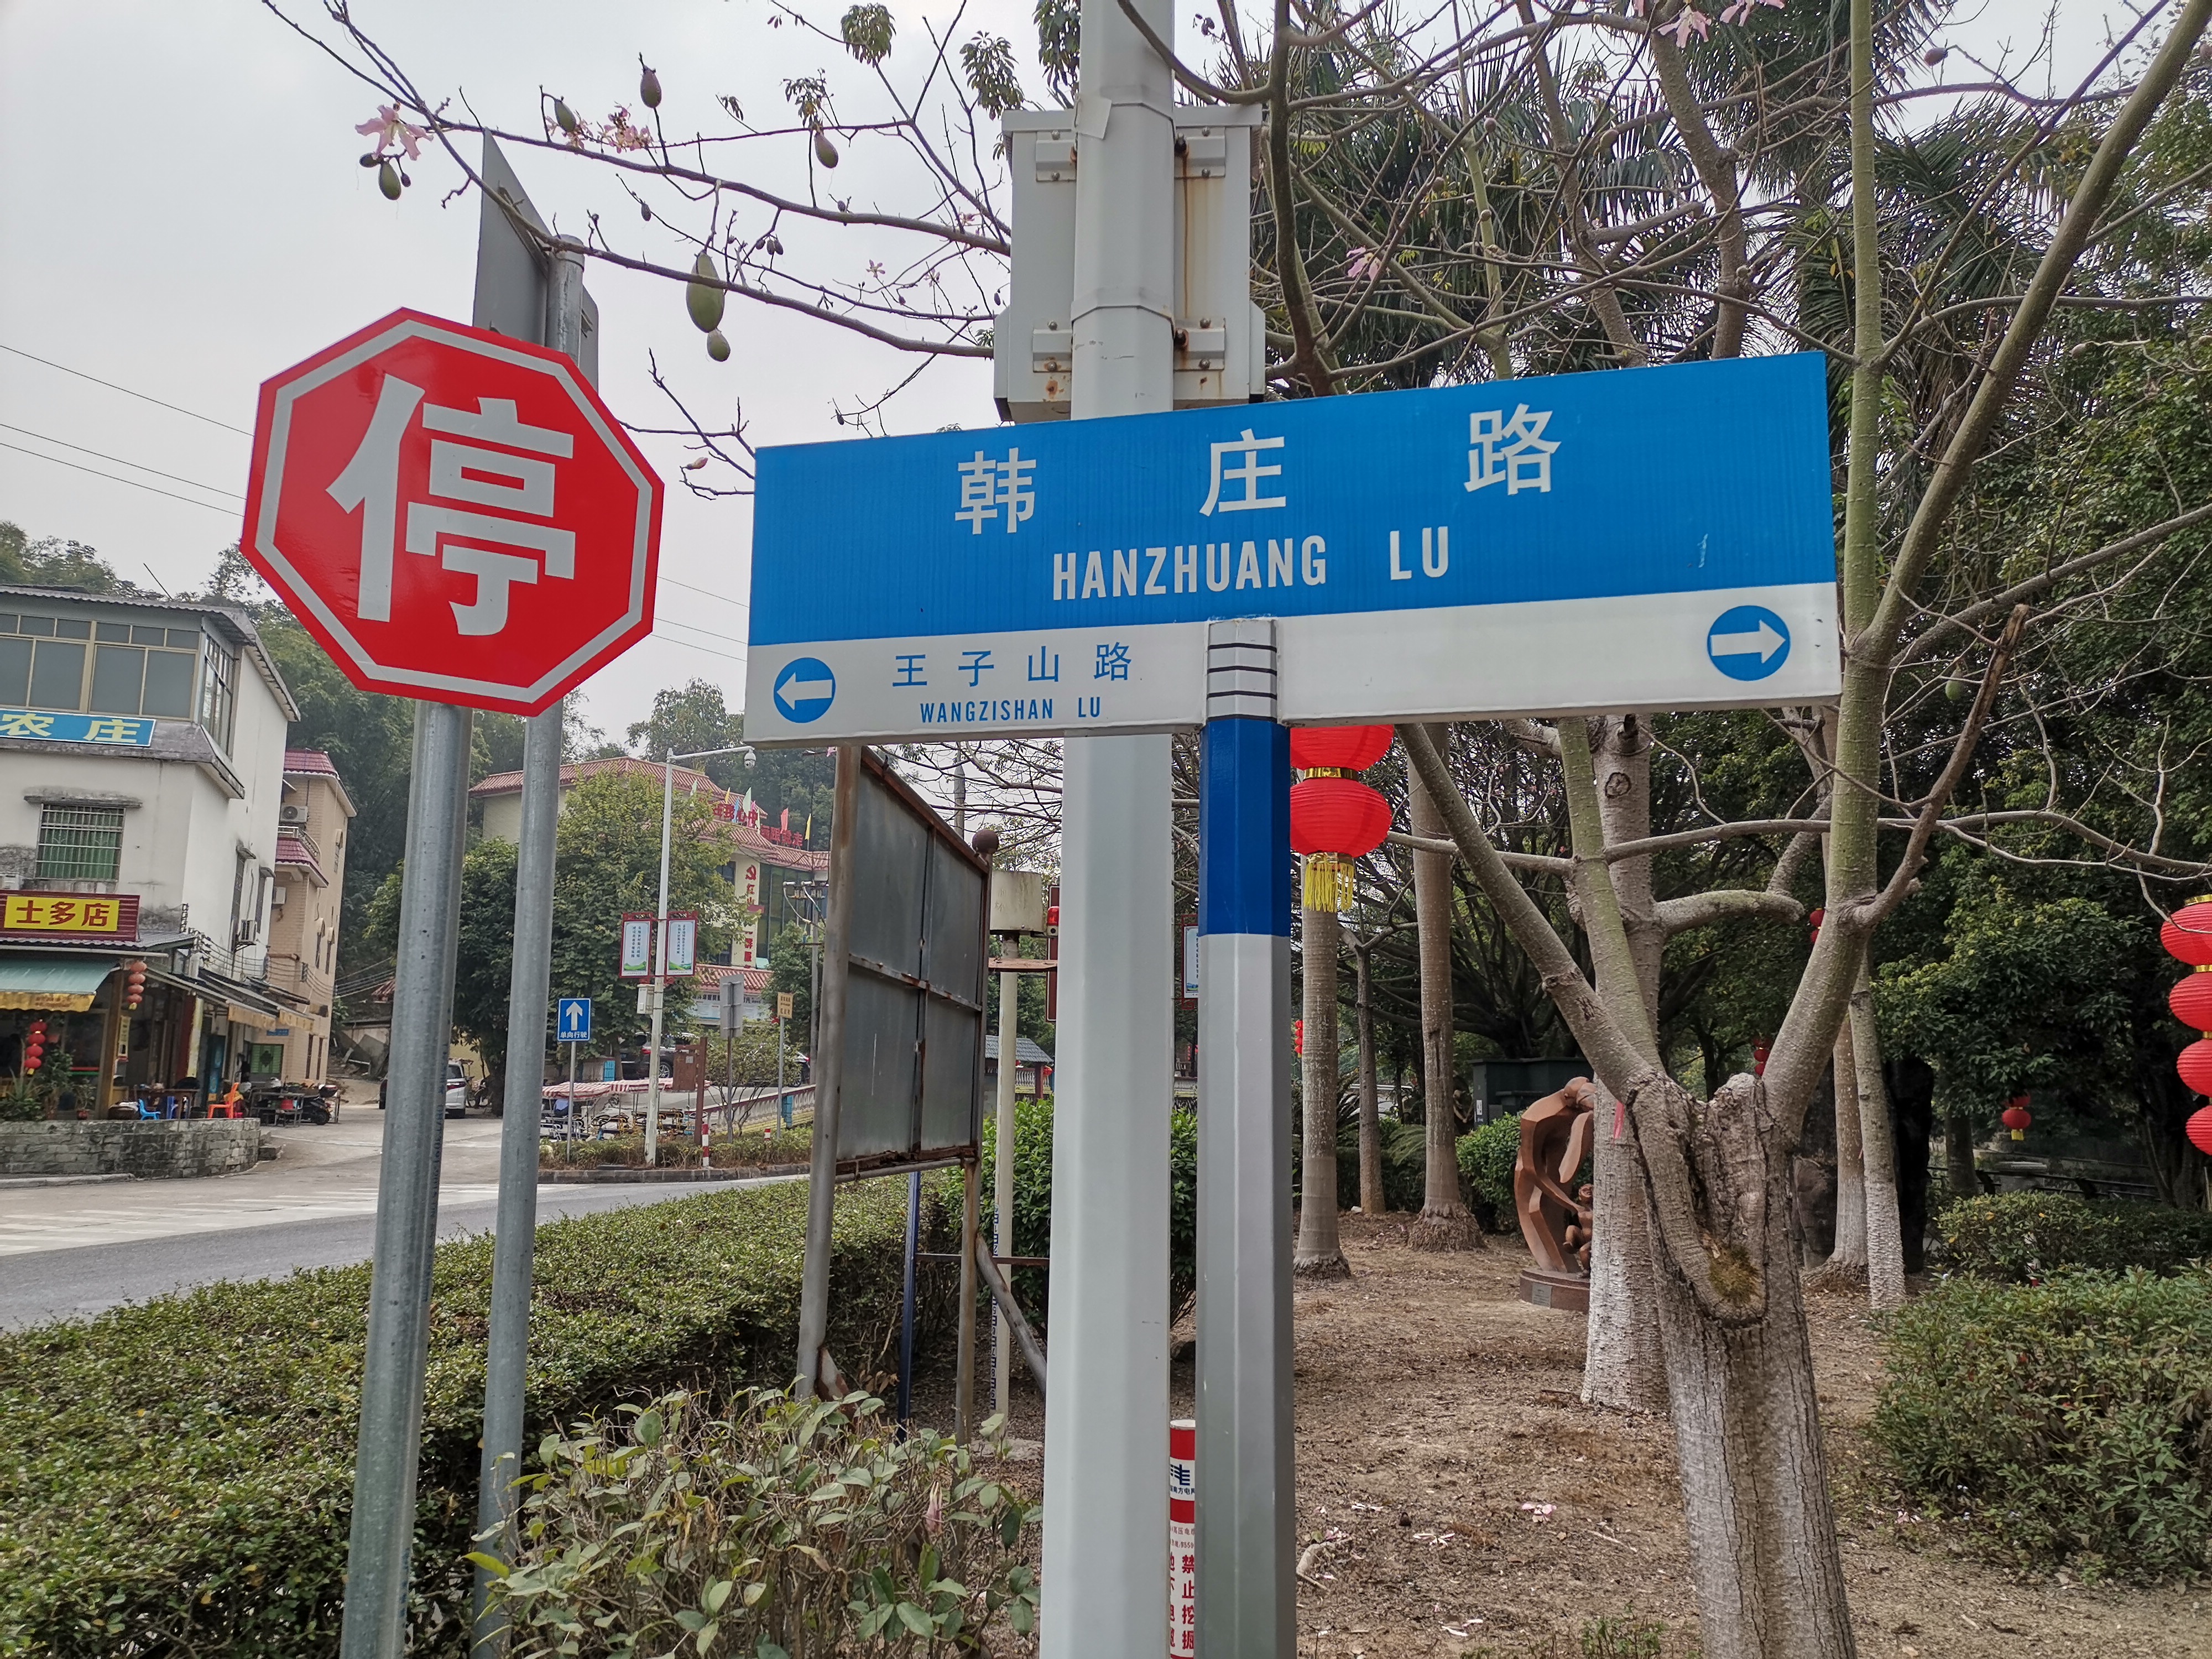 停
韩庄路
HANZHUANG LU
王子山路
WANGZISHAN LU
农庄
士多店
单向行驶
禁止挖掘